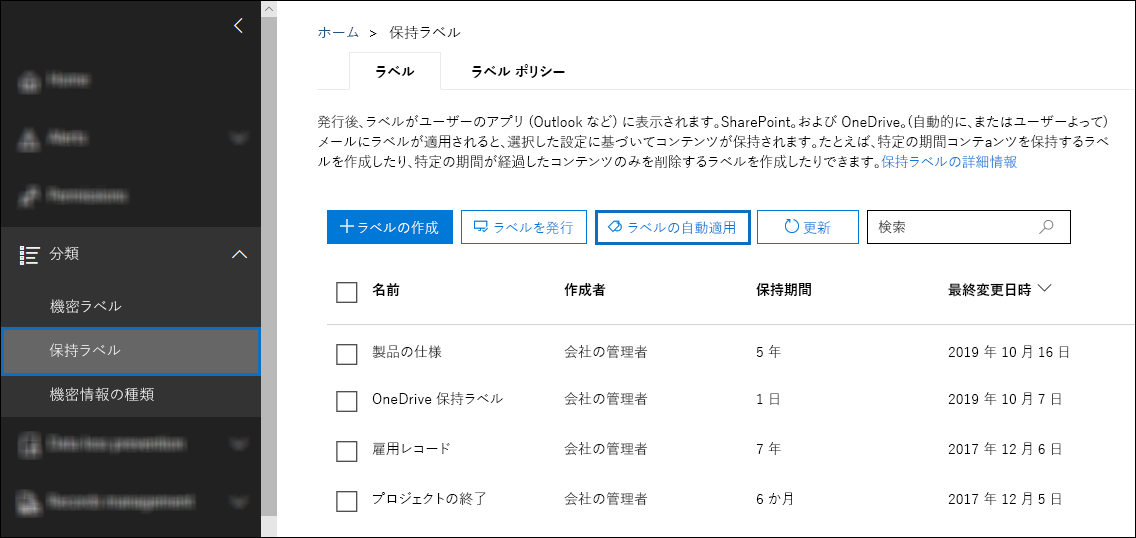 Home
Alerts
Permissions
分類
機密ラベル
保持ラベル
機密情報の種類
Data loss prevention
Records management
ホーム > 保持ラベル
ラベル ラベル ポリシー
発行後、ラベルがユーザーのアプリ (Outlook など) に表示されます。SharePoint。および OneDrive。(自動的に、またはユーザーよって)
メールにラベルが適用されると、選択した設定に基づいてコンテンツが保持されます。たとえば、特定の期間コンテaンツを保持するラベ
ルを作成したり、特定の期間が経過したコンテンツのみを削除するラベルを作成したりできます。保持ラベルの詳細情報
+ラベルの作成 ラベルを発行 ラベルの自動適用 更新 検索
名前 作成者 保持期間 最終変更日時
製品の仕様 会社の管理者 5 年 2019 年 10 月 16 日
OneDrive 保持ラベル 会社の管理者 1 日 2019 年 10 月 7 日
雇用レコード 会社の管理者 7 年 2017 年 12 月 6 日
プロジェクトの終了 会社の管理者 6 か月 2017 年 12 月 5 日